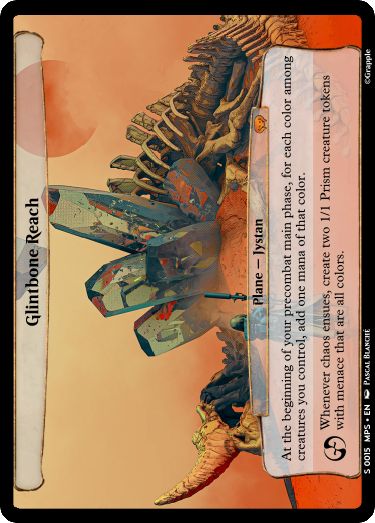 Glintbone Reach
Plane — Jystan
At the beginning of your precombat main phase, for each color among
creatures you control, add one mana of that color.
Whenever chaos ensues, create two 1/1 Prism creature tokens
with menace that are all colors.
S 0015 MPS • EN PASCAL BLANCHÉ
©Grapple